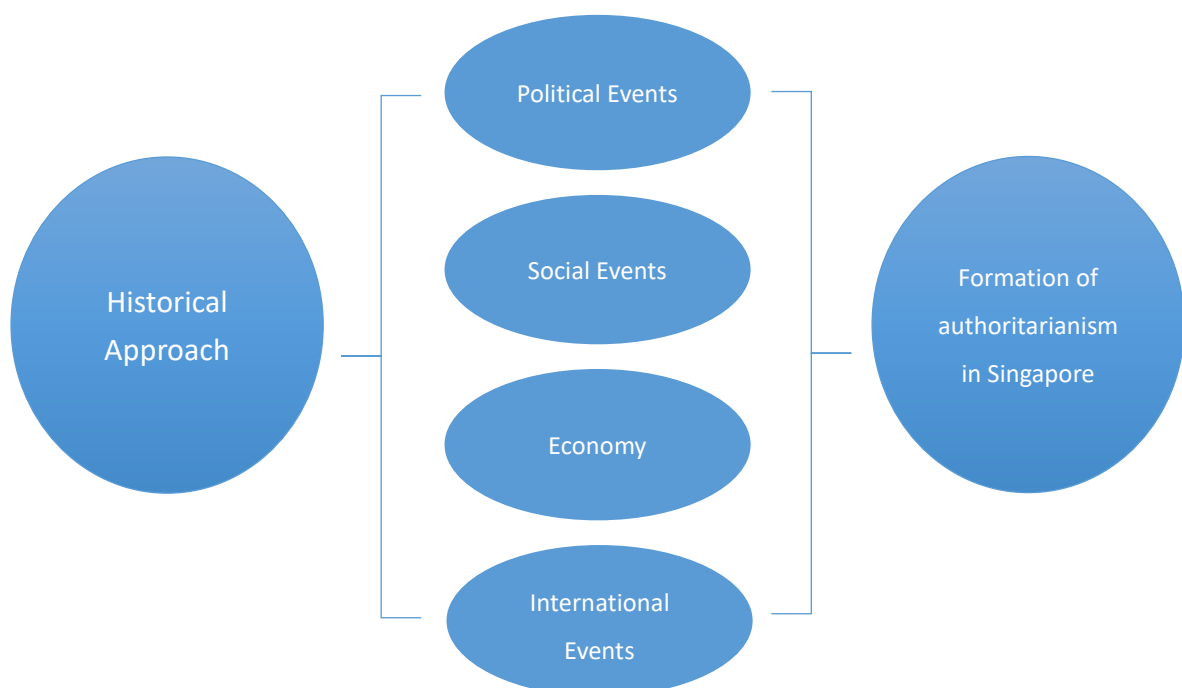 Historical
Approach
Political Events
Social Events
Economy
International
Events
Formation of
authoritarianism
in Singapore